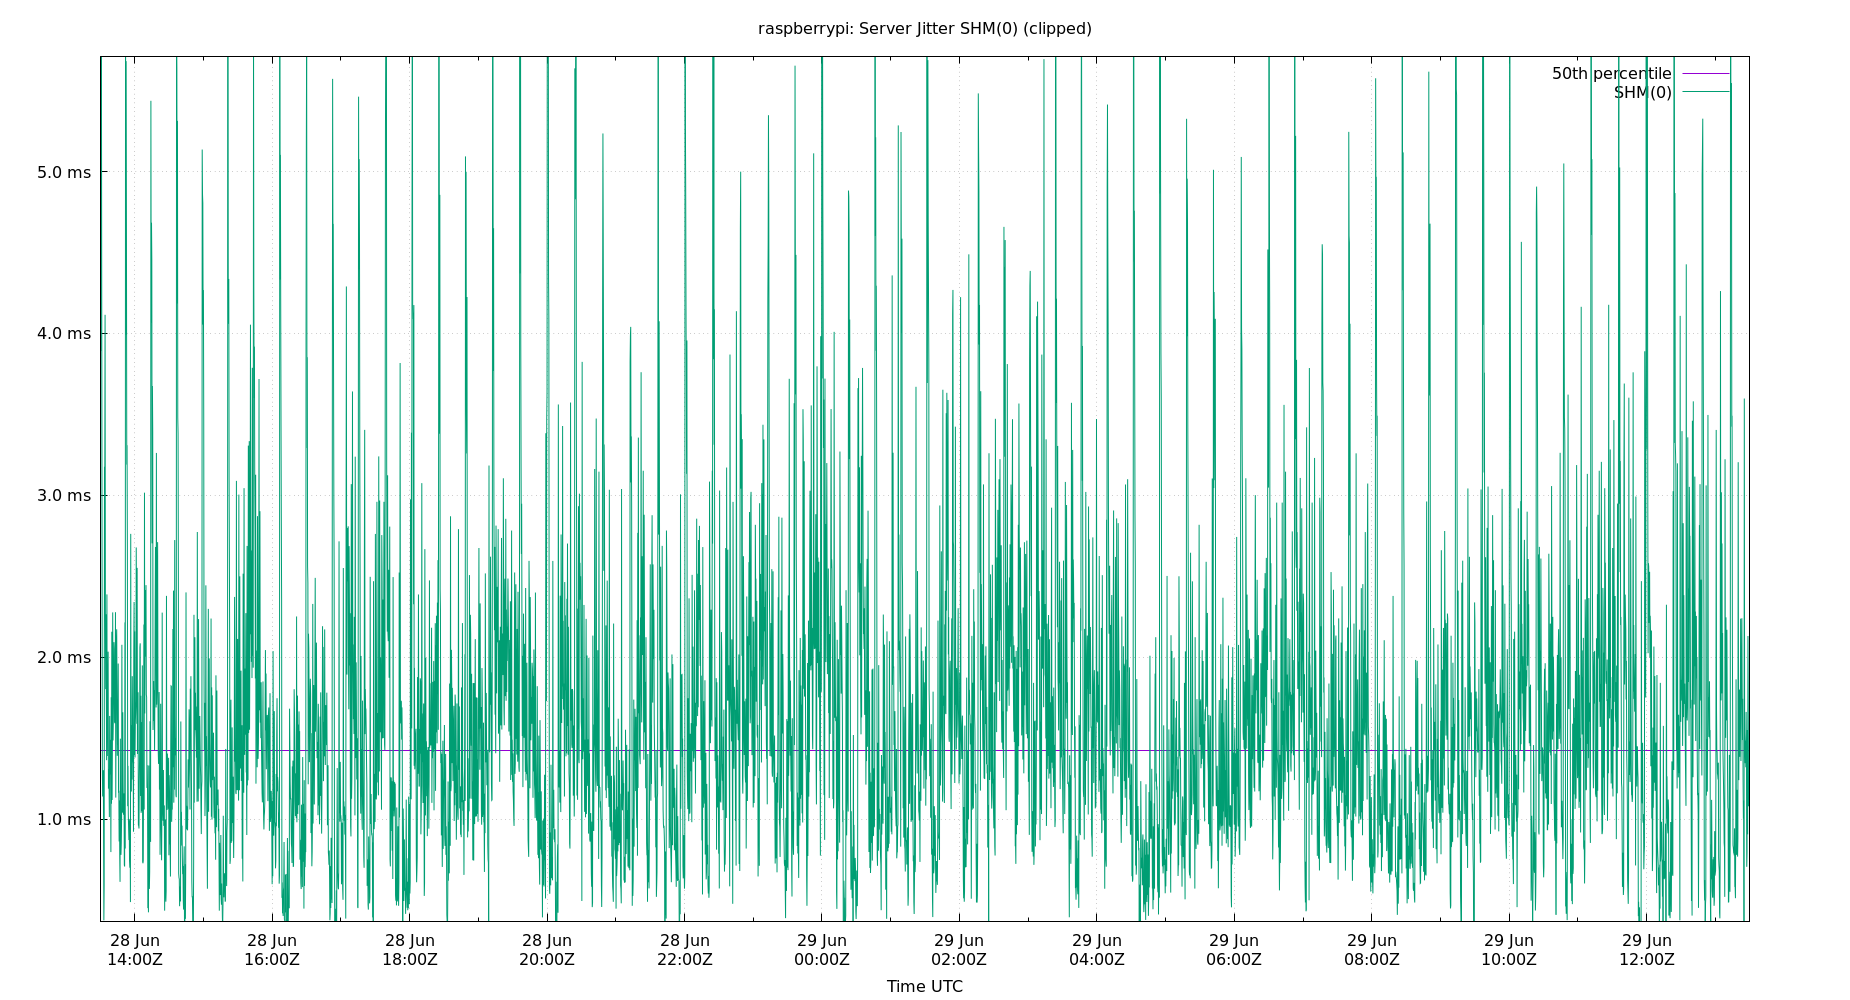 raspberrypi: Server Jitter SHM(0) (clipped)
50th percentile
SHM(0)
5.0 ms
4.0 ms
3.0 ms
2.0 ms
1.0 ms
28 Jun 28 Jun 28 Jun 28 Jun 28 Jun 29 Jun 29 Jun 29 Jun 29 Jun 29 Jun 29 Jun 29 Jun
14:00Z 16:00Z 18:00Z 20:00Z 22:00Z 00:00Z 02:00Z 04:00Z 06:00Z 08:00Z 10:00Z 12:00Z
Time UTC